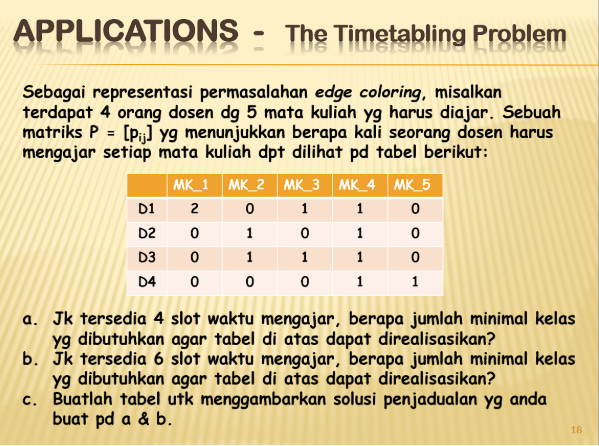 APPLICATIONS - The Timetabling Problem
Sebagai representasi permasalahan edge coloring, misalkan
terdapat 4 orang dosen dg 5 mata kuliah yg harus diajar. Sebuah
matriks P = [pij] yg menunjukkan berapa kali seorang dosen harus
mengajar setiap mata kuliah dpt dilihat pd tabel berikut:
MK_1 MK_2 MK_3 MK_4 MK_5
D1 2 0 1 1 0
D2 0 1 0 1 0
D3 0 1 1 1 0
D4 0 0 0 1 1
a. Jk tersedia 4 slot waktu mengajar, berapa jumlah minimal kelas
yg dibutuhkan agar tabel di atas dapat direalisasikan?
b. Jk tersedia 6 slot waktu mengajar, berapa jumlah minimal kelas
yg dibutuhkan agar tabel di atas dapat direalisasikan?
c. Buatlah tabel utk menggambarkan solusi penjadualan yg anda
buat pd a & b.
18